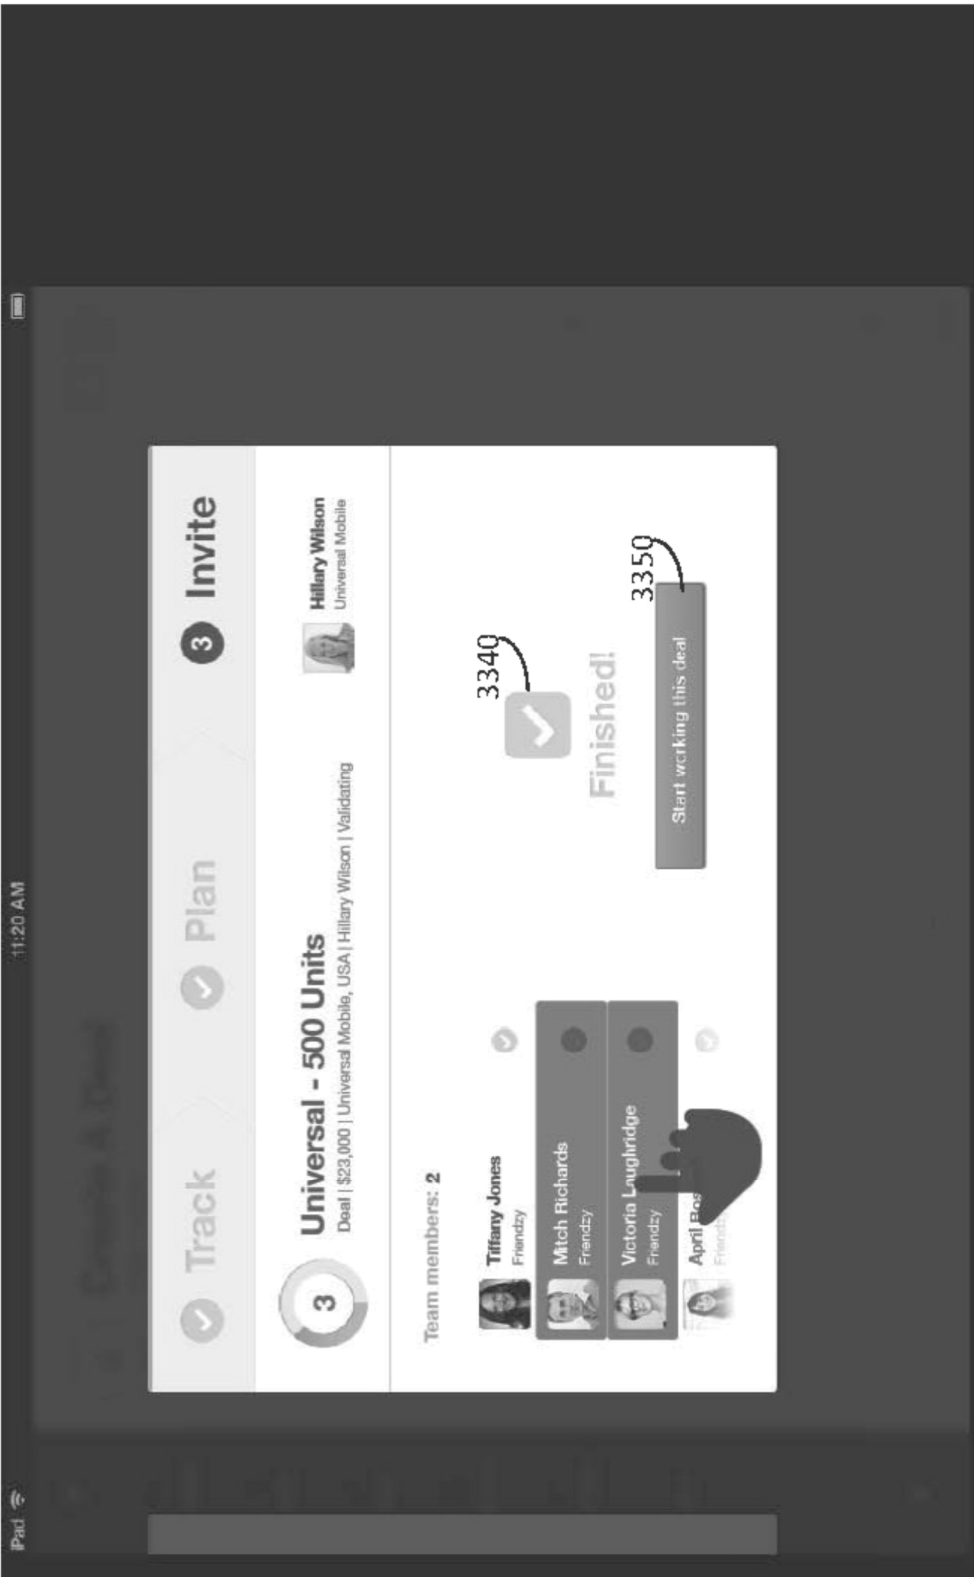 iPad
11:20 AM
Track
Plan
3 Invite
3
Universal - 500 Units
Deal | $23,000 | Universal Mobile, USA | Hillary Wilson | Validating
Hillary Wilson
Universal Mobile
Team members: 2
Tiffany Jones
Friendzy
Mitch Richards
Friendzy
Victoria Laughridge
Friendzy
April
3340
Finished!
3350
Start working this deal